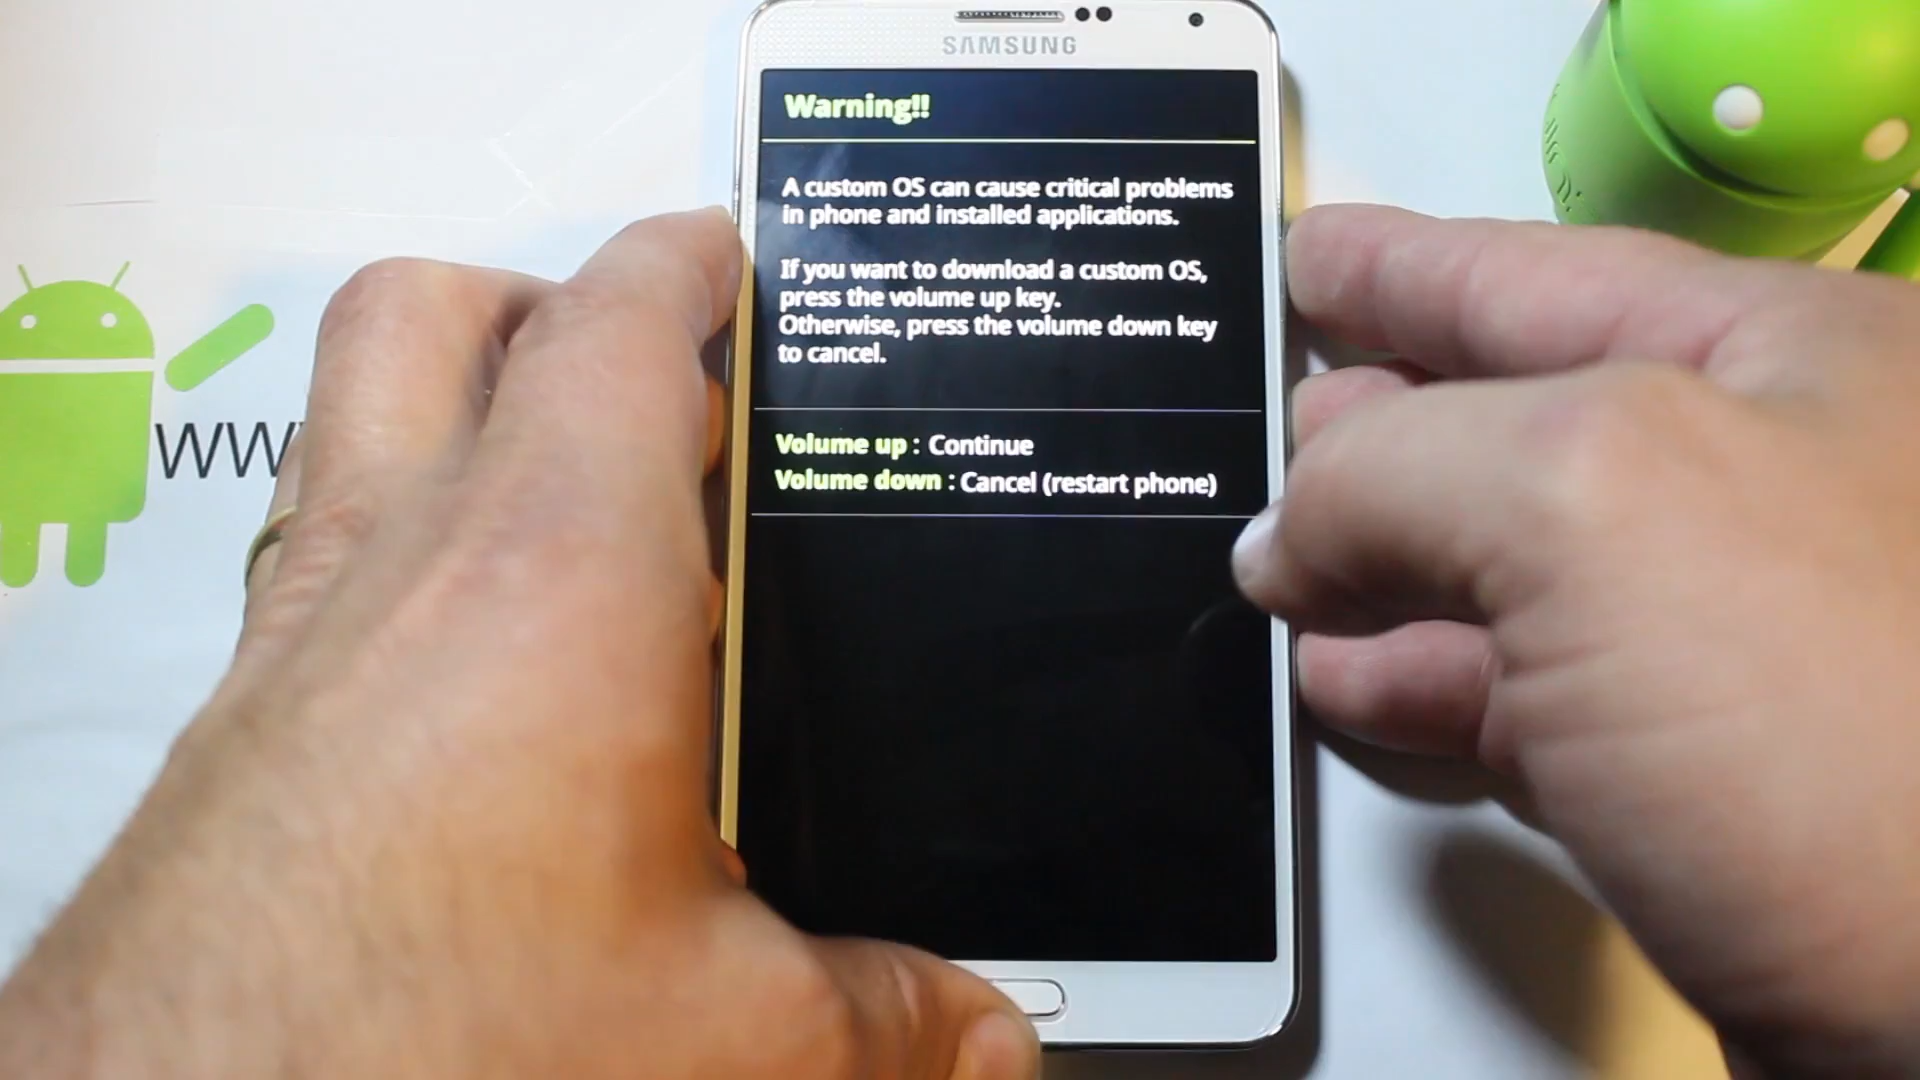 SAMSUNG
Warning!!
A custom OS can cause critical problems
in phone and installed applications.
If you want to download a custom OS,
press the volume up key.
Otherwise, press the volume down key
to cancel.
Volume up : Continue
Volume down : Cancel (restart phone)